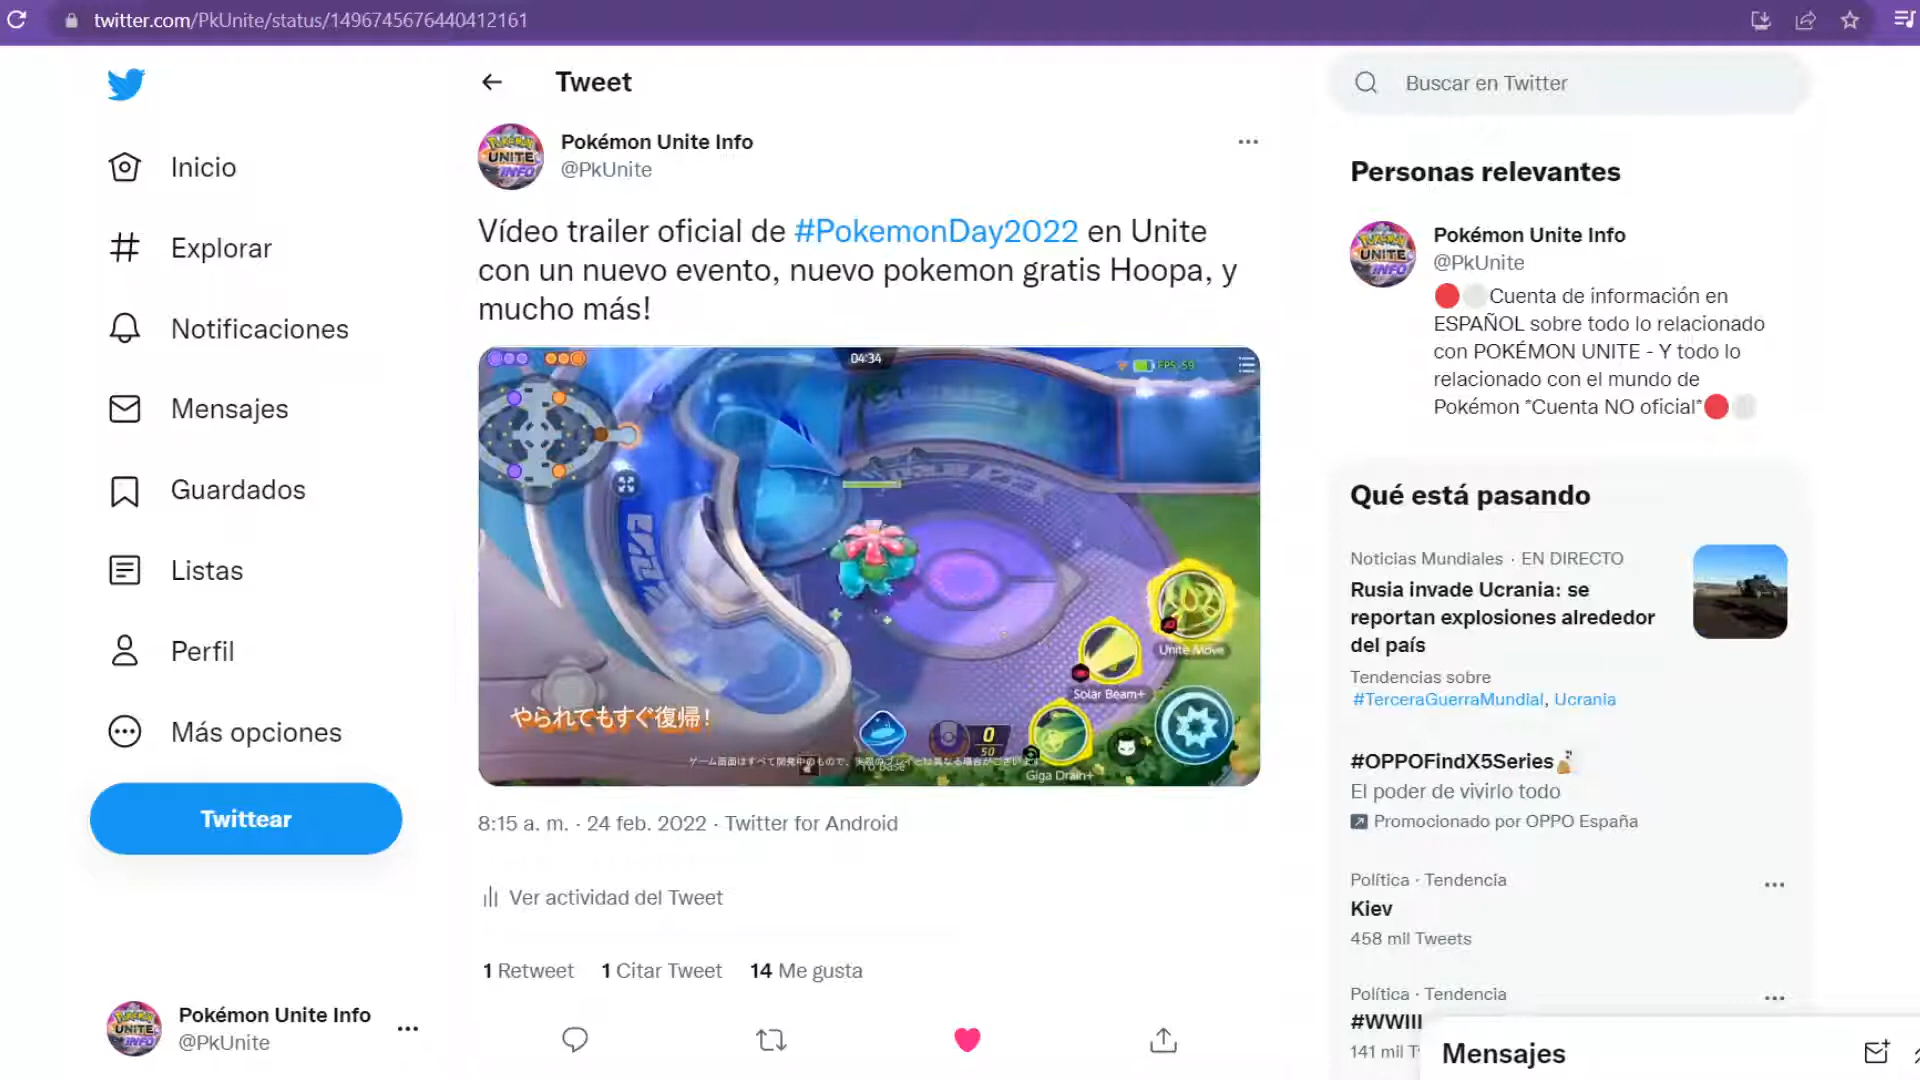 twitter.com/PkUnite/status/1496745676440412161
Inicio
Explorar
Notificaciones
Mensajes
Guardados
Listas
Perfil
Más opciones
Twittear
Pokémon Unite Info
@PkUnite
Tweet
Pokémon Unite Info
@PkUnite
Vídeo trailer oficial de #PokemonDay2022 en Unite
con un nuevo evento, nuevo pokemon gratis Hoopa, y
mucho más!
04:34
FPS 59
Unite Move
Solar Beam+
やられてもすぐ復帰!
0
50
ゲーム画面はすべて開発中のもので、実際のプレイとは異なる場合がございます。
Giga Drain+
8:15 a. m. · 24 feb. 2022 · Twitter for Android
Ver actividad del Tweet
1 Retweet 1 Citar Tweet 14 Me gusta
Buscar en Twitter
Personas relevantes
Pokémon Unite Info
@PkUnite
Cuenta de información en
ESPAÑOL sobre todo lo relacionado
con POKÉMON UNITE - Y todo lo
relacionado con el mundo de
Pokémon *Cuenta NO oficial*
Qué está pasando
Noticias Mundiales · EN DIRECTO
Rusia invade Ucrania: se
reportan explosiones alrededor
del país
Tendencias sobre
#TerceraGuerraMundial, Ucrania
#OPPOFindX5Series
El poder de vivirlo todo
Promocionado por OPPO España
Política · Tendencia
Kiev
458 mil Tweets
Política · Tendencia
#WWIII
141 mil T
Mensajes